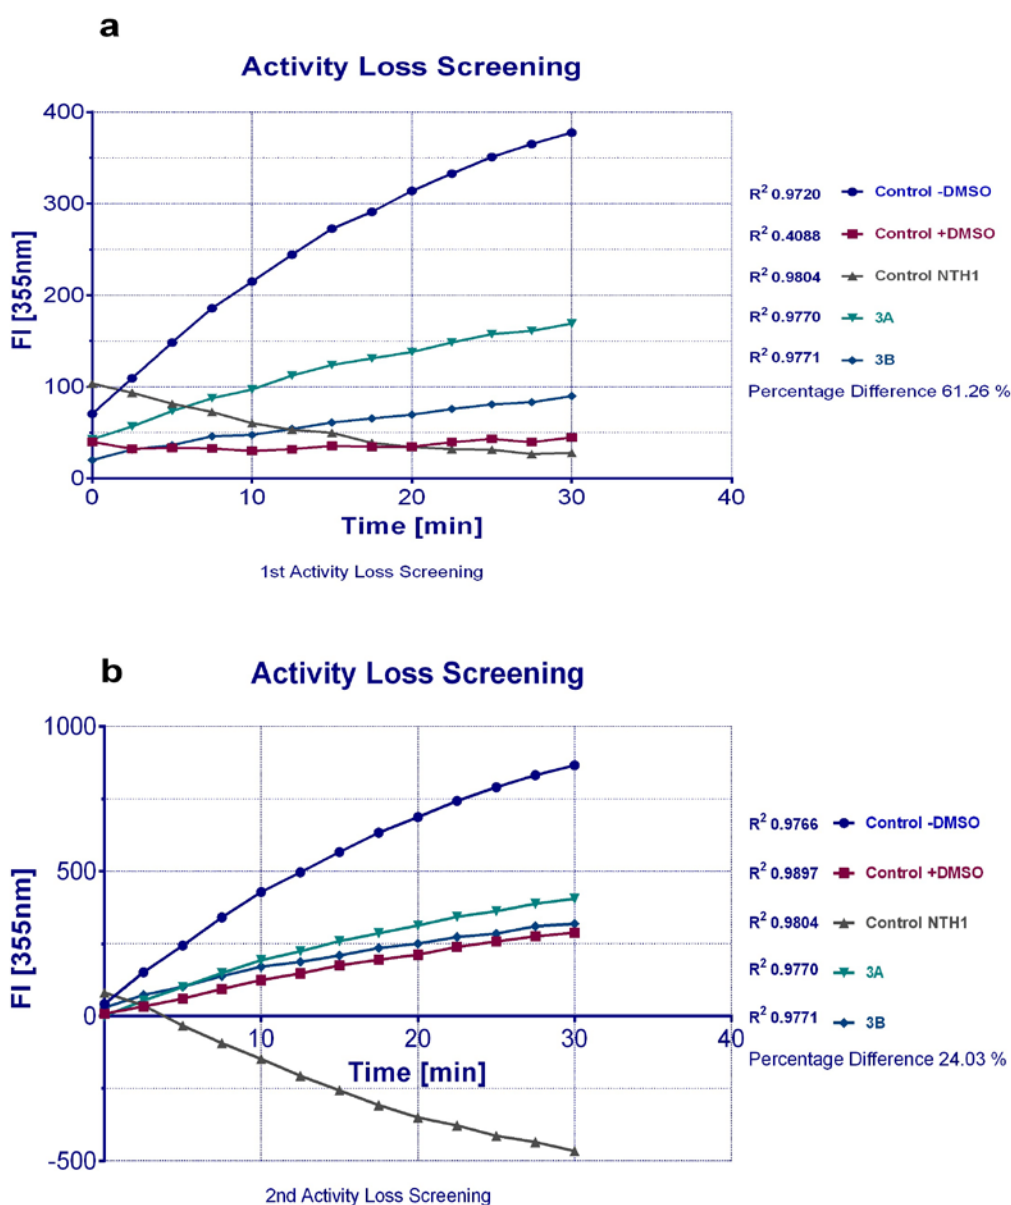 a
Activity Loss Screening
400
300
200
100
0
0 10 20 30 40
FI [355nm]
Time [min]
R² 0.9720 Control -DMSO
R² 0.4088 Control +DMSO
R² 0.9804 Control NTH1
R² 0.9770 3A
R² 0.9771 3B
Percentage Difference 61.26 %
1st Activity Loss Screening
b
Activity Loss Screening
1000
500
0
-500
10 20 30 40
FI [355nm]
Time [min]
R² 0.9766 Control -DMSO
R² 0.9897 Control +DMSO
R² 0.9804 Control NTH1
R² 0.9770 3A
R² 0.9771 3B
Percentage Difference 24.03 %
2nd Activity Loss Screening